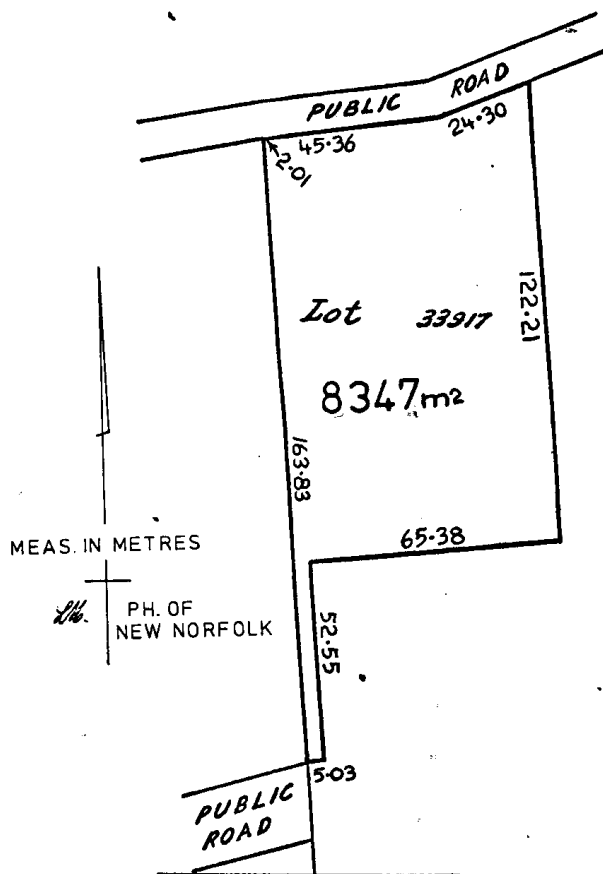 PUBLIC ROAD
45·36
24·30
2·01
Lot 33917
122·21
8347m2
163·83
MEAS. IN METRES
65·38
PH. OF
NEW NORFOLK
52·55
5·03
PUBLIC
ROAD